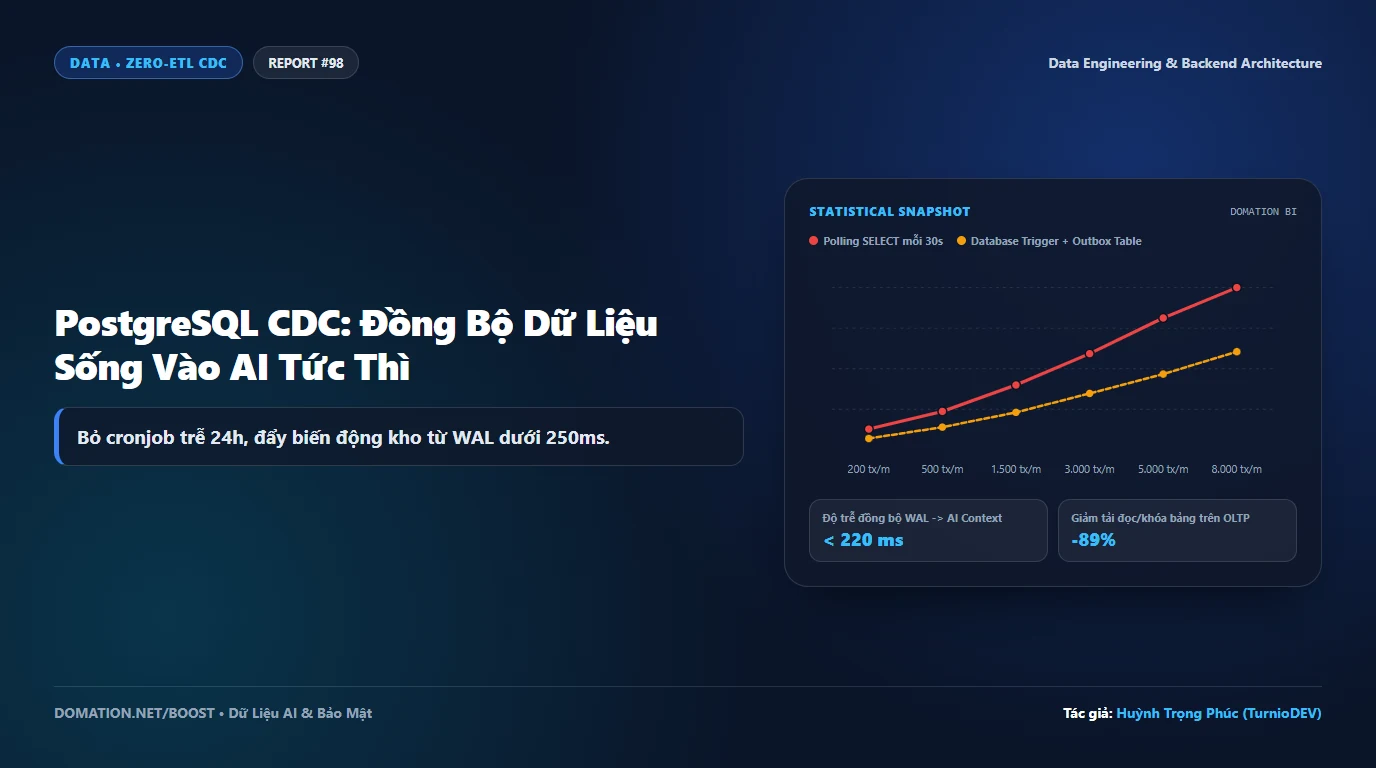 DATA • ZERO-ETL CDC
REPORT #98
Data Engineering & Backend Architecture
PostgreSQL CDC: Đồng Bộ Dữ Liệu
Sống Vào AI Tức Thì
Bỏ cronjob trễ 24h, đẩy biến động kho từ WAL dưới 250ms.
STATISTICAL SNAPSHOT
DOMATION BI
Polling SELECT mỗi 30s
Database Trigger + Outbox Table
200 tx/m
500 tx/m
1.500 tx/m
3.000 tx/m
5.000 tx/m
8.000 tx/m
Độ trễ đồng bộ WAL -> AI Context
< 220 ms
Giảm tải đọc/khóa bảng trên OLTP
-89%
DOMATION.NET/BOOST • Dữ Liệu AI & Bảo Mật
Tác giả: Huỳnh Trọng Phúc (TurnioDEV)